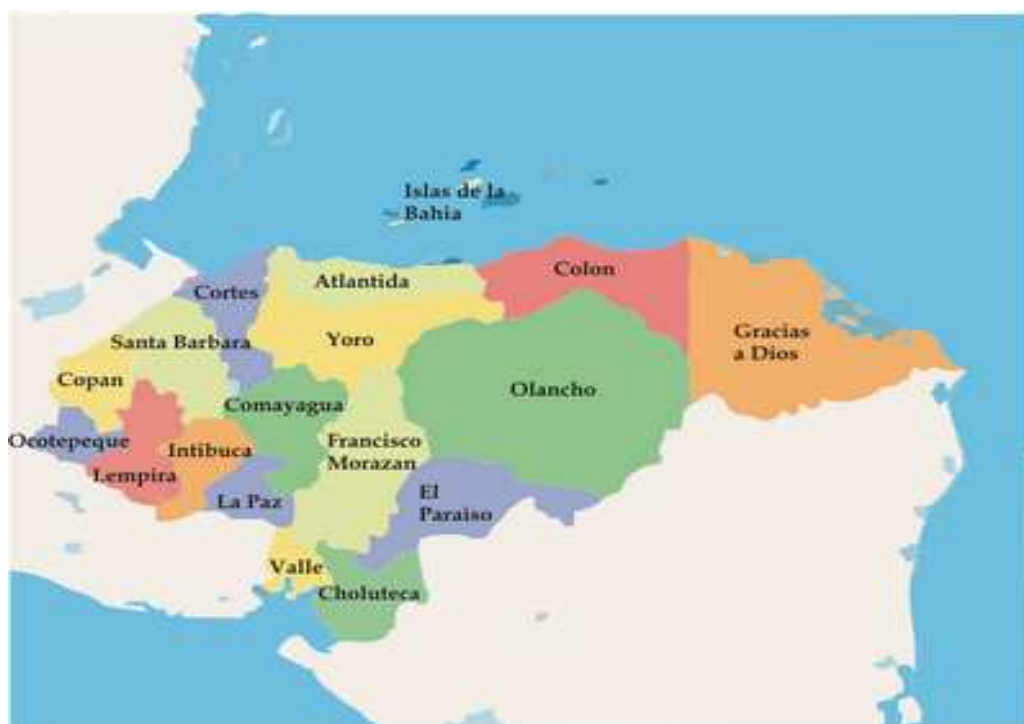 Islas de la
Bahia
Colon
Atlantida
Cortes
Gracias
a Dios
Santa Barbara
Yoro
Copan
Olancho
Comayagua
Ocotepeque
Intibuca
Francisco
Morazan
Lempira
La Paz
El
Paraiso
Valle
Choluteca